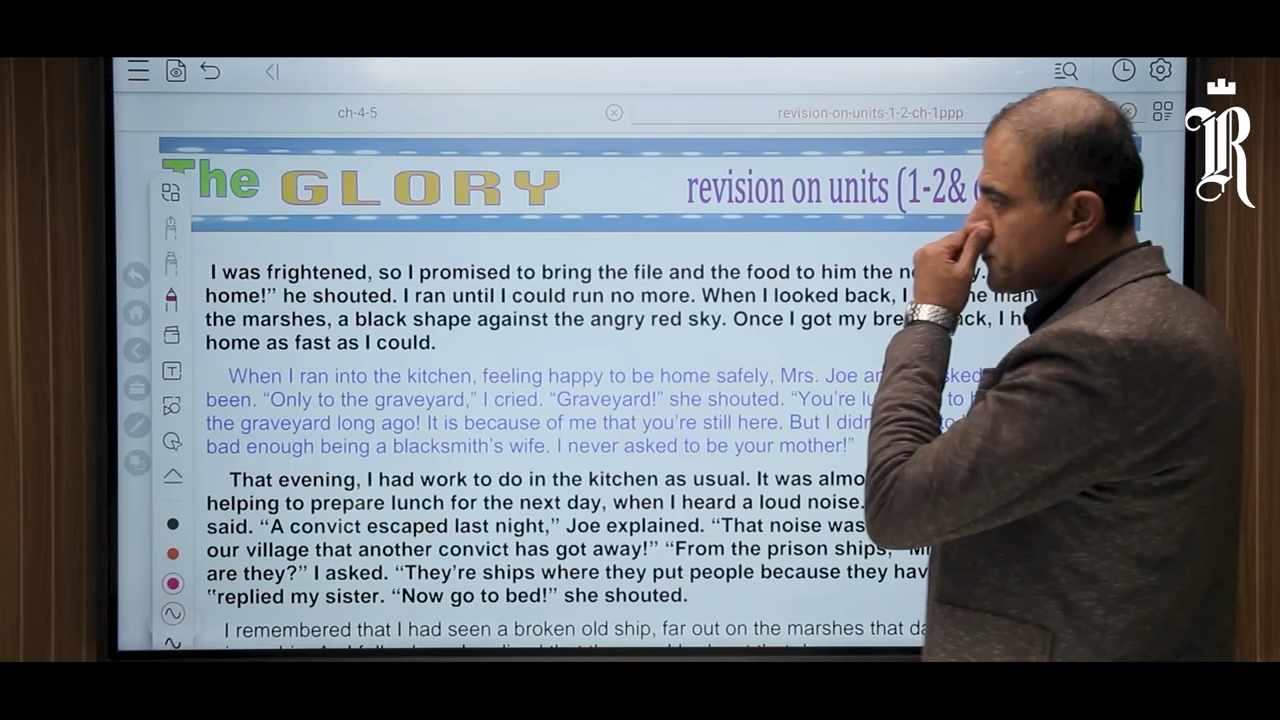 ch-4-5
revision-on-units-1-2-ch-1ppp
The GLORY
revision on units (1-2&
R
I was frightened, so I promised to bring the file and the food to him the
home!” he shouted. I ran until I could run no more. When I looked back, I
the marshes, a black shape against the angry red sky. Once I got my
home as fast as I could.
When I ran into the kitchen, feeling happy to be home safely, Mrs. Joe
been. “Only to the graveyard,” I cried. “Graveyard!” she shouted. “You’re
the graveyard long ago! It is because of me that you’re still here. But I
bad enough being a blacksmith’s wife. I never asked to be your mother!”
That evening, I had work to do in the kitchen as usual. It was
helping to prepare lunch for the next day, when I heard a loud noise.
said. “A convict escaped last night,” Joe explained. “That noise was
our village that another convict has got away!” “From the prison ships,”
are they?” I asked. “They’re ships where they put people because they
“replied my sister. “Now go to bed!” she shouted.
I remembered that I had seen a broken old ship, far out on the marshes that